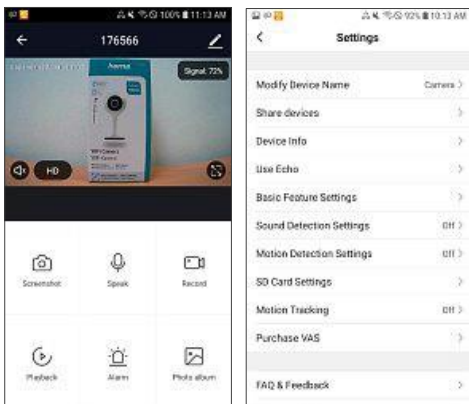 100% 11:13 AM
176566
Signal: 72%
HD
Screenshot
Speak
Record
Playback
Alarm
Photo album
92% 10:13 AM
Settings
Modify Device Name
Camera
Share devices
Device Info
Use Echo
Basic Feature Settings
Sound Detection Settings
Off
Motion Detection Settings
Off
SD Card Settings
Motion Tracking
Off
Purchase VAS
FAQ & Feedback